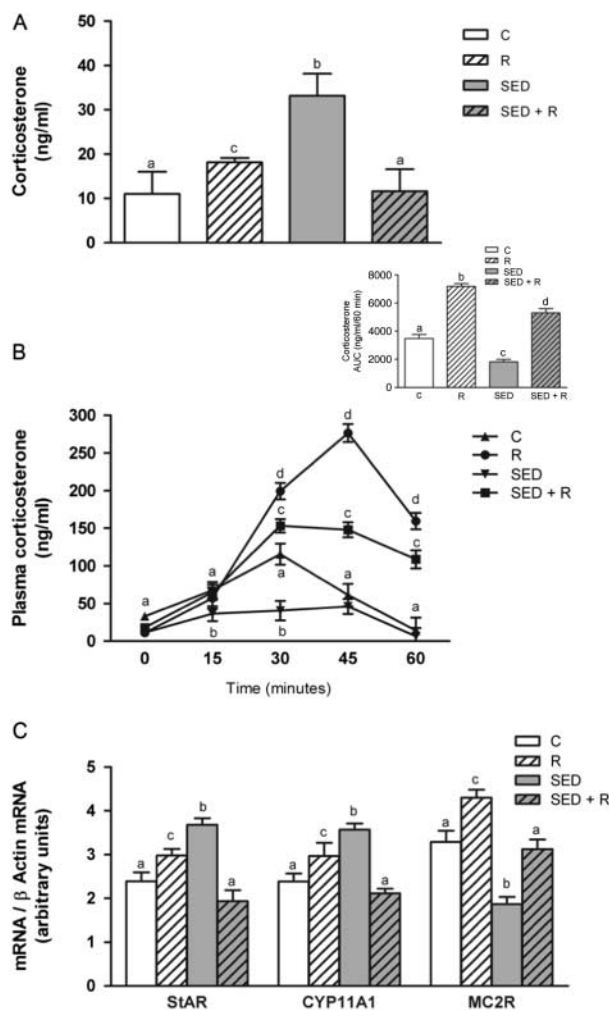 A
Corticosterone
(ng/ml)
50
40
30
20
10
0
a
c
b
a
C
R
SED
SED + R
Corticosterone
AUC (ng/ml/60 min)
8000
6000
4000
2000
0
a
b
c
d
C
R
SED
SED + R
c
R
SED
SED + R
B
Plasma corticosterone
ng/ml)
300
250
200
150
100
50
0
a
a
b
d
c
a
b
d
c
a
d
c
a
0
15
30
45
60
Time (minutes)
C
R
SED
SED + R
C
mRNA / β Actin mRNA
(arbitrary units)
5
4
3
2
1
0
a
c
b
a
a
c
b
a
a
c
b
a
StAR
CYP11A1
MC2R
C
R
SED
SED + R